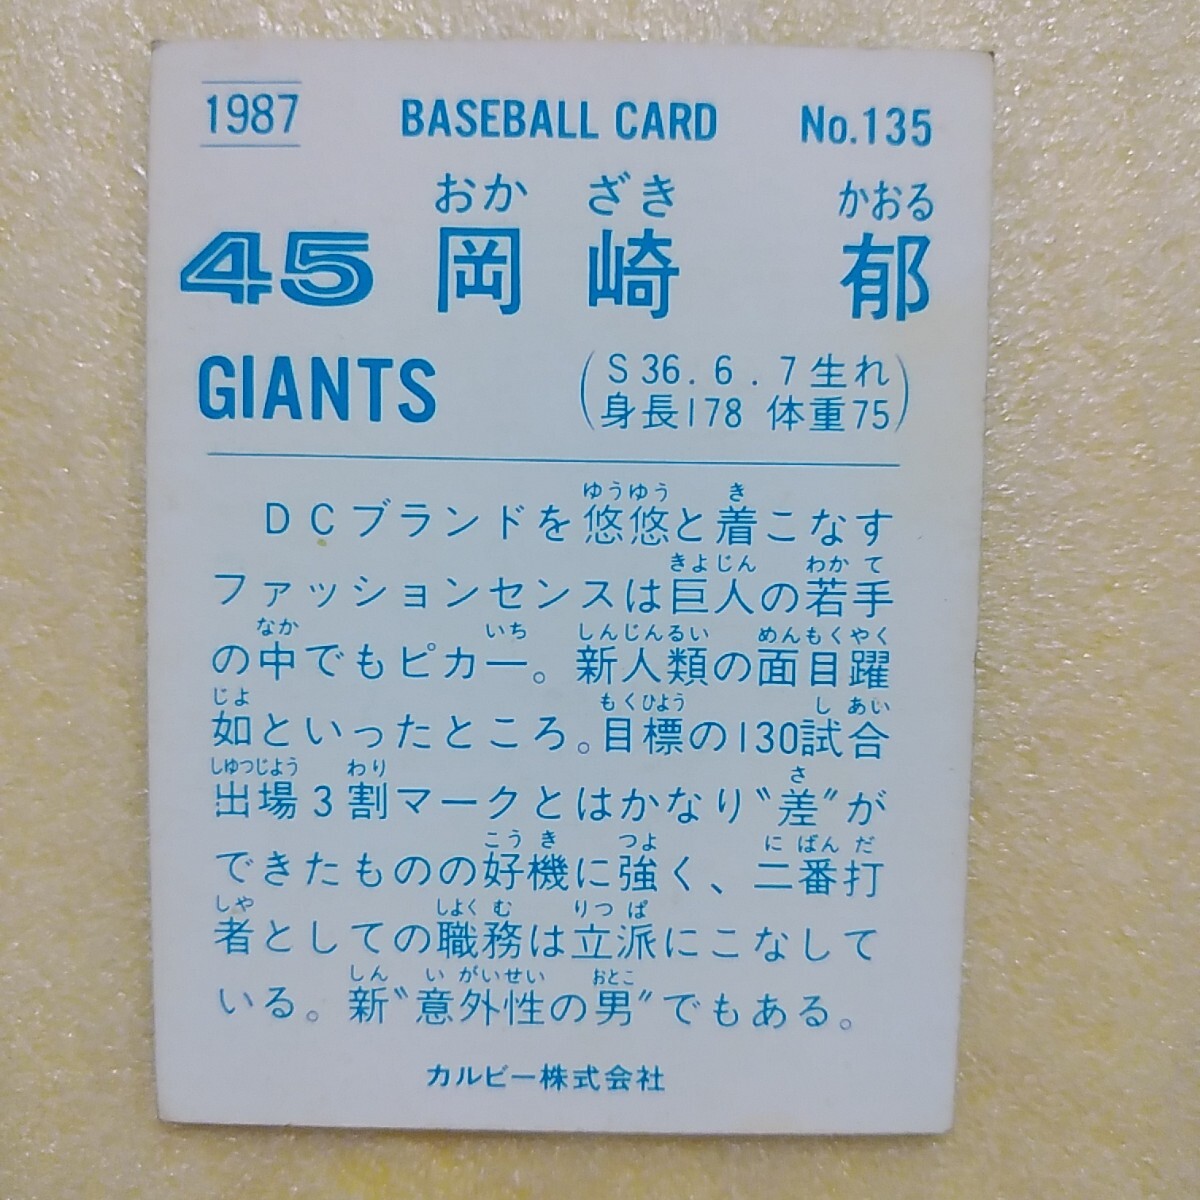 1987 BASEBALL CARD No.135
おか ざき かおる
45 岡崎 郁
GIANTS
(S36.6.7生れ
身長178 体重75)
ゆうゆう き
DCブランドを悠悠と着こなす
きよじん わかて
ファッションセンスは巨人の若手
なか いち しんじんるい めんもくやく
の中でもピカ一。新人類の面目躍
じよ もくひよう しあい
如といったところ。目標の130試合
しゆつじよう わり さ
出場3割マークとはかなり〝差〟が
こうき つよ にばんだ
できたものの好機に強く、二番打
しや しよくむ りつぱ
者としての職務は立派にこなして
しん いがいせい おとこ
いる。新〝意外性の男〟でもある。
カルビー株式会社